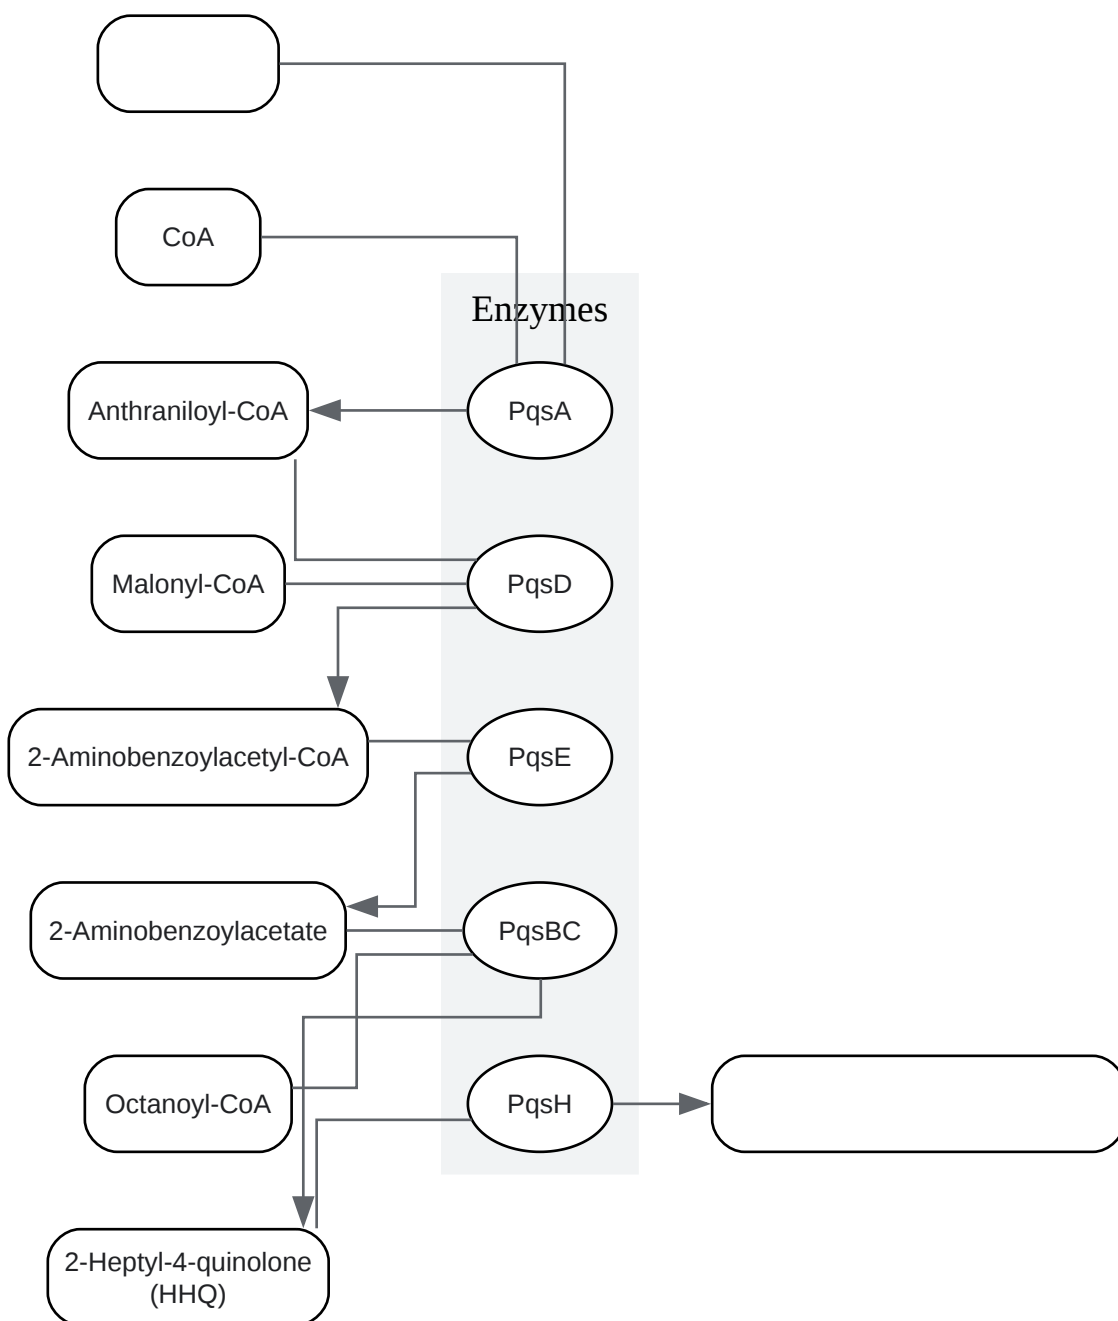 CoA
Enzymes
Anthraniloyl-CoA
PqsA
Malonyl-CoA
PqsD
2-Aminobenzoylacetyl-CoA
PqsE
2-Aminobenzoylacetate
PqsBC
Octanoyl-CoA
PqsH
2-Heptyl-4-quinolone
(HHQ)